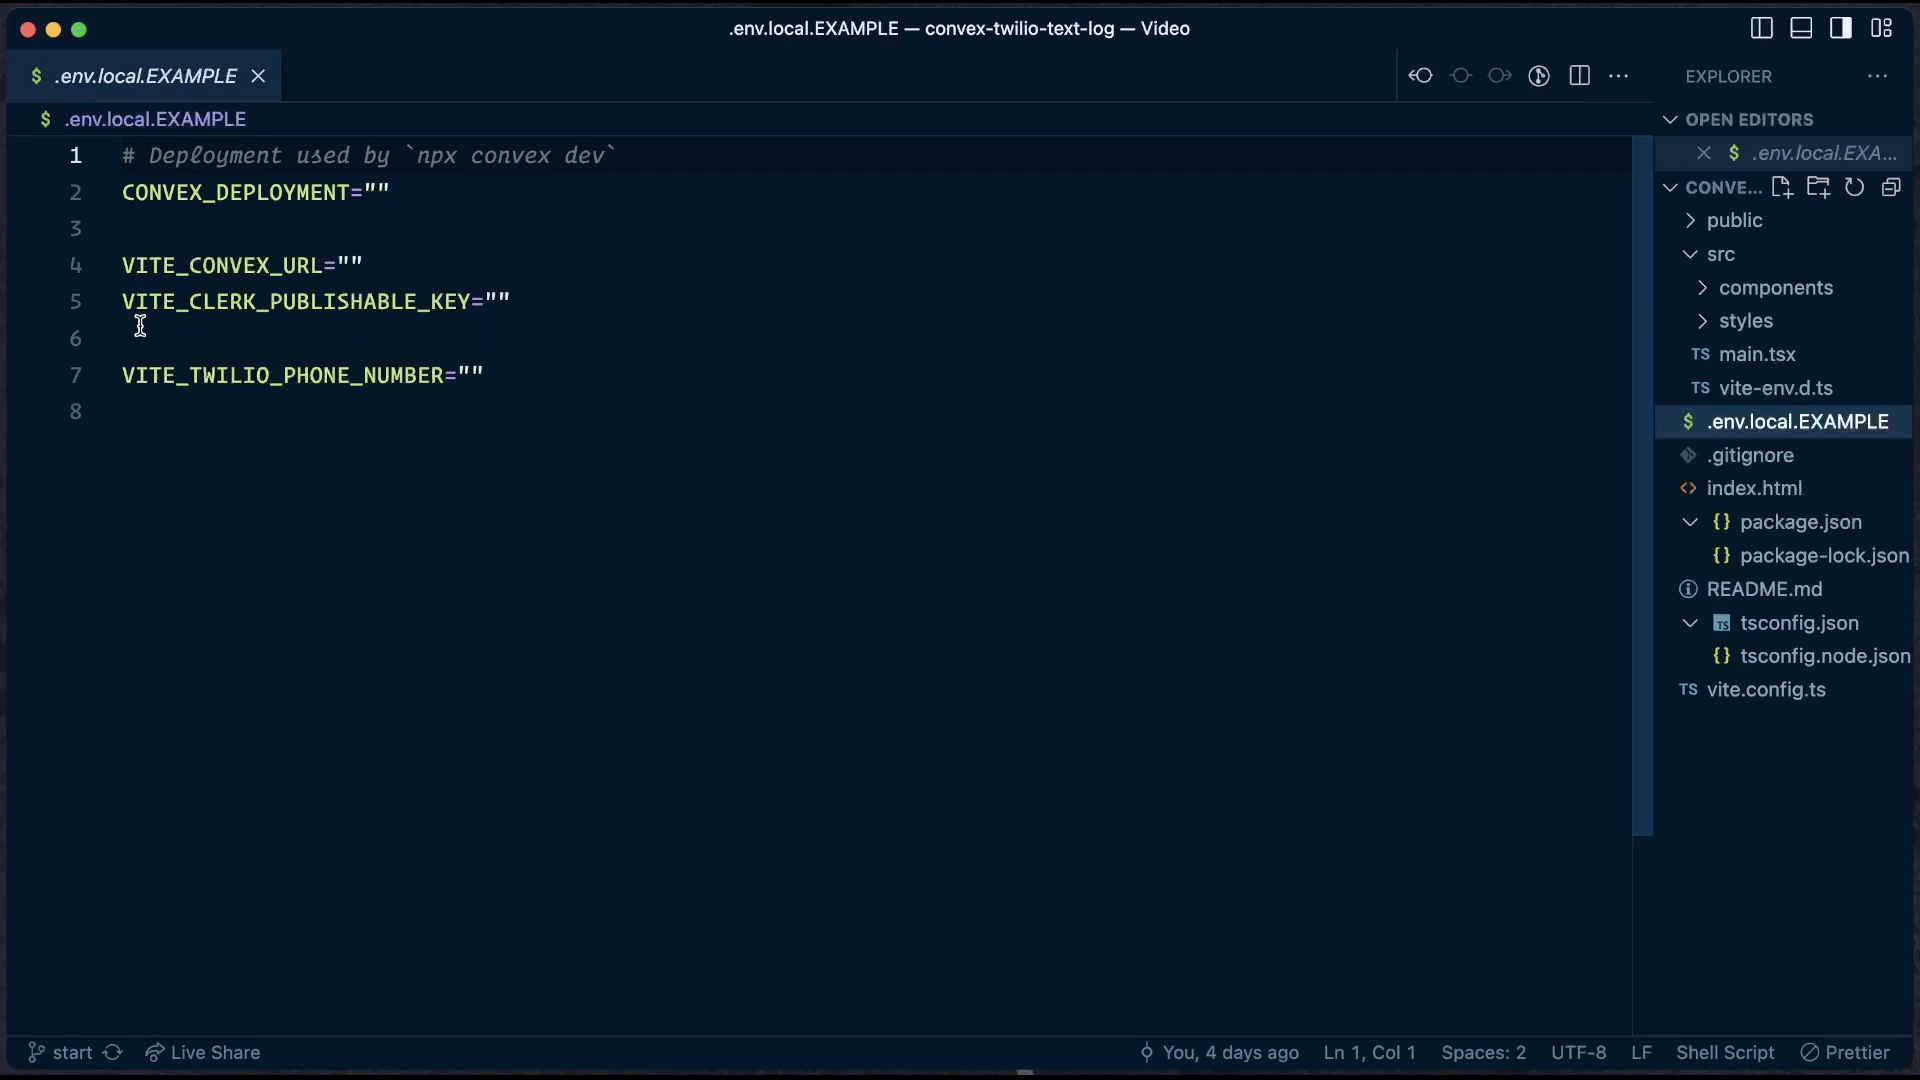 .env.local.EXAMPLE — convex-twilio-text-log — Video
$ .env.local.EXAMPLE
EXPLORER
$ .env.local.EXAMPLE
OPEN EDITORS
$ .env.local.EXA...
CONVE...
1 # Deployment used by `npx convex dev`
2 CONVEX_DEPLOYMENT=""
3
4 VITE_CONVEX_URL=""
5 VITE_CLERK_PUBLISHABLE_KEY=""
6
7 VITE_TWILIO_PHONE_NUMBER=""
8
public
src
components
styles
TS main.tsx
TS vite-env.d.ts
$ .env.local.EXAMPLE
.gitignore
<> index.html
{} package.json
{} package-lock.json
README.md
TS tsconfig.json
{} tsconfig.node.json
TS vite.config.ts
start
Live Share
You, 4 days ago
Ln 1, Col 1
Spaces: 2
UTF-8
LF
Shell Script
Prettier